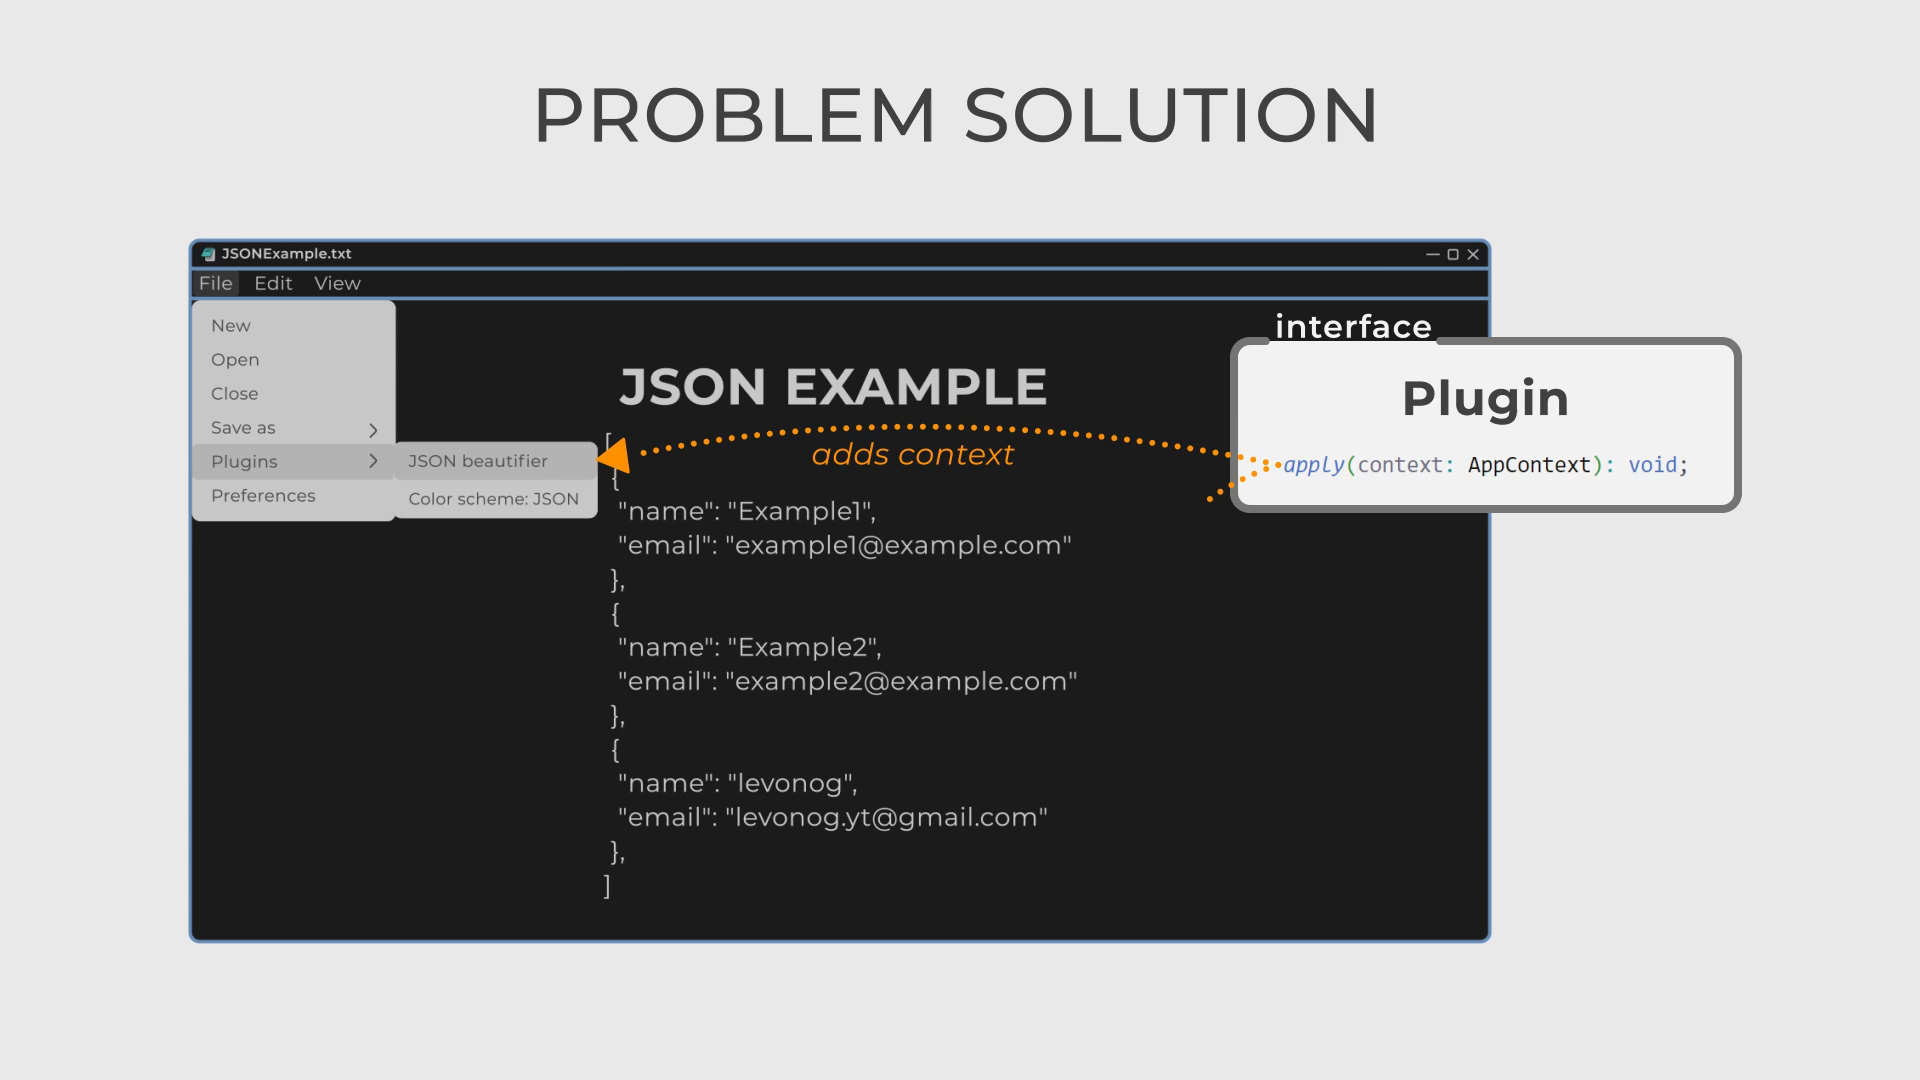 PROBLEM SOLUTION
JSONExample.txt
File Edit View
New
Open
Close
Save as
Plugins
Preferences
JSON beautifier
Color scheme: JSON
JSON EXAMPLE
[
{
"name": "Example1",
"email": "example1@example.com"
},
{
"name": "Example2",
"email": "example2@example.com"
},
{
"name": "levonog",
"email": "levonog.yt@gmail.com"
},
]
adds context
interface
Plugin
apply(context: AppContext): void;